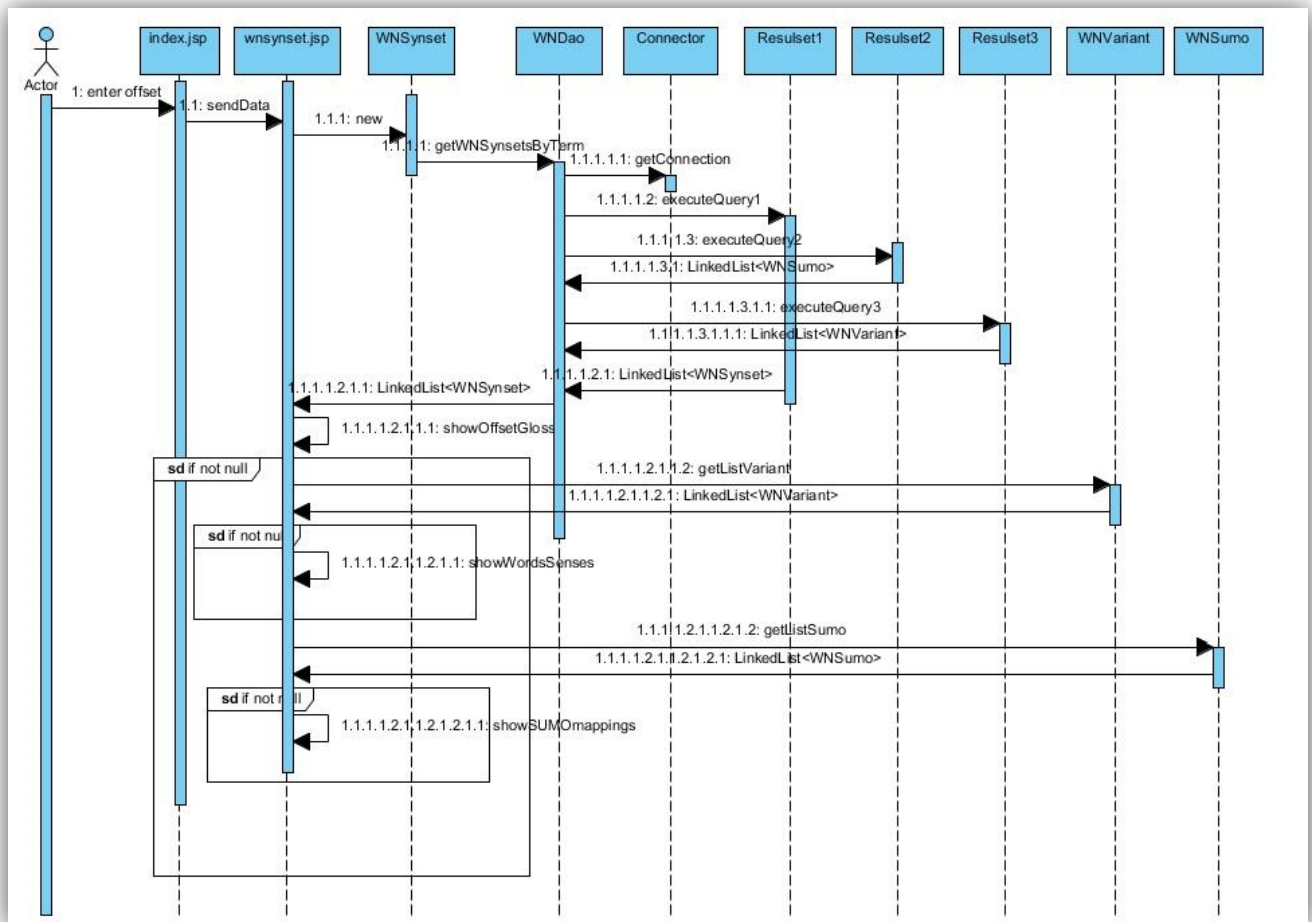 index.jsp
wnsynset.jsp
WNSynset
WNDao
Connector
Resulset1
Resulset2
Resulset3
WNVariant
WNSumo
Actor
1: enter offset
1.1: sendData
1.1.1: new
1.1.1.1: getWNSynsetsByTerm
1.1.1.1.1: getConnection
1.1.1.1.2: executeQuery1
1.1.1.1.3: executeQuery2
1.1.1.1.3.1: LinkedList<WNSumo>
1.1.1.1.3.1.1: executeQuery3
1.1.1.1.3.1.1.1: LinkedList<WNVariant>
1.1.1.1.2.1: LinkedList<WNSynset>
1.1.1.1.2.1.1: LinkedList<WNSynset>
1.1.1.1.2.1.1.1: showOffsetGloss
sd if not null
1.1.1.1.2.1.1.2: getListVariant
1.1.1.1.2.1.1.2.1: LinkedList<WNVariant>
sd if not null
1.1.1.1.2.1.1.2.1.1: showWordsSenses
1.1.1.1.2.1.1.2.1.2: getListSumo
1.1.1.1.2.1.1.2.1.2.1: LinkedList<WNSumo>
sd if not null
1.1.1.1.2.1.1.2.1.2.1.1: showSUMOmappings